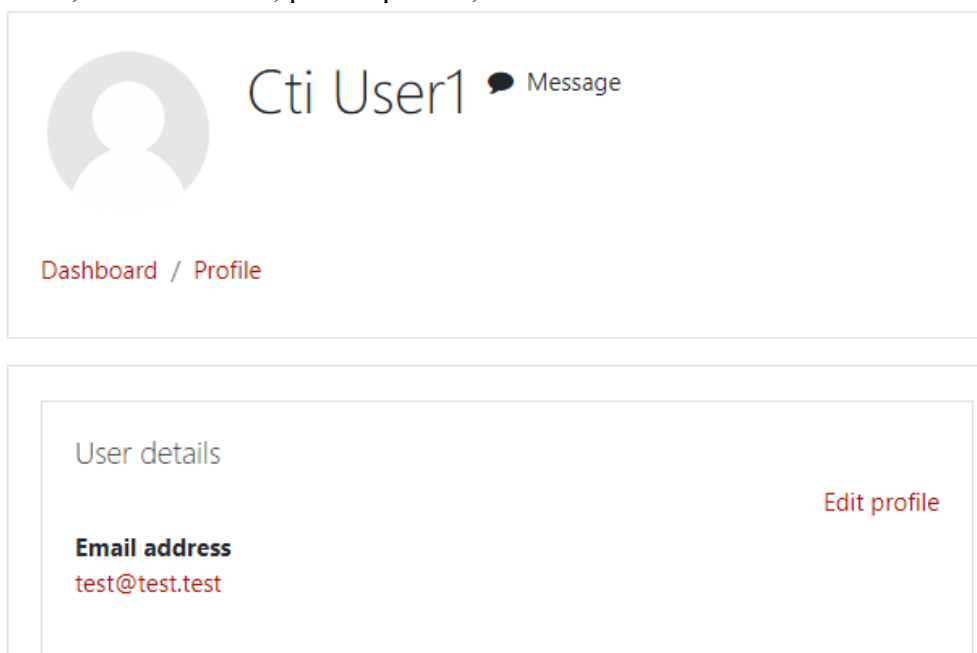 Cti User1 Message
Dashboard / Profile
User details
Edit profile
Email address
test@test.test